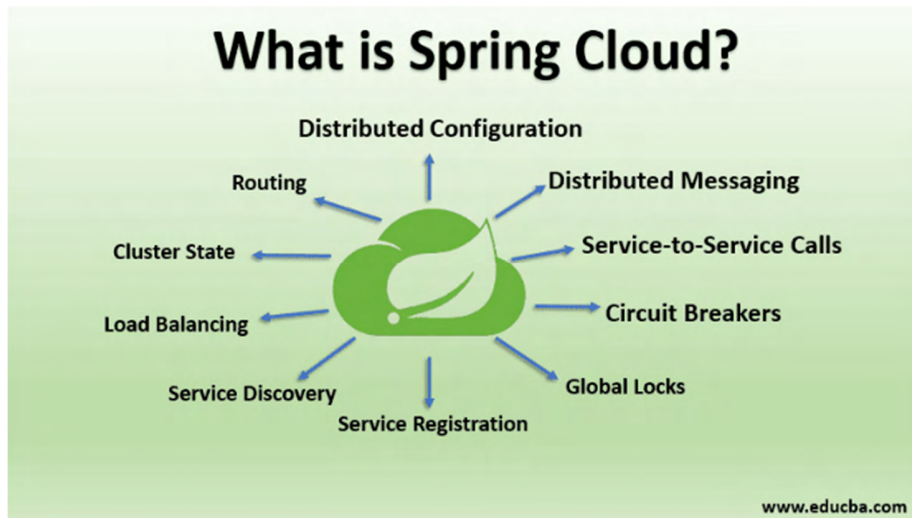 What is Spring Cloud?
Distributed Configuration
Routing
Distributed Messaging
Cluster State
Service-to-Service Calls
Load Balancing
Circuit Breakers
Service Discovery
Global Locks
Service Registration
www.educba.com